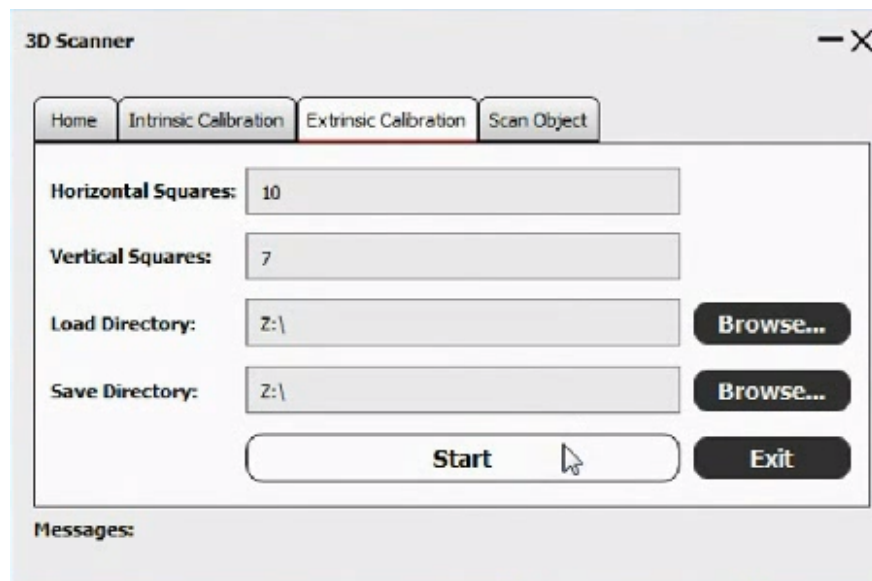 3D Scanner
Home Intrinsic Calibration Extrinsic Calibration Scan Object
Horizontal Squares: 10
Vertical Squares: 7
Load Directory: Z:\ Browse...
Save Directory: Z:\ Browse...
Start Exit
Messages: